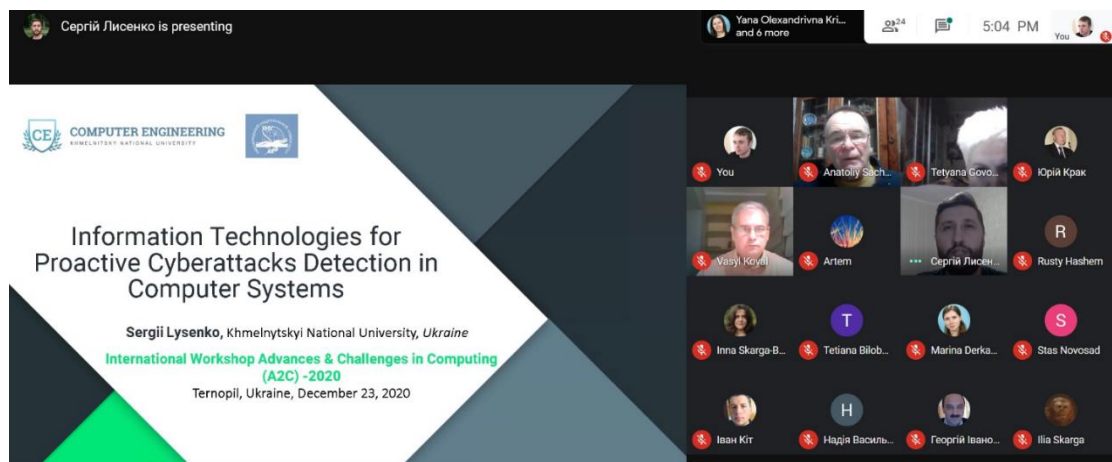 Сергій Лисенко is presenting
Yana Olexandrivna Kri...
and 6 more
24
5:04 PM
You
CE
COMPUTER ENGINEERING
KHMELNITSKY NATIONAL UNIVERSITY
Information Technologies for
Proactive Cyberattacks Detection in
Computer Systems
Sergii Lysenko, Khmelnytskyi National University, Ukraine
International Workshop Advances & Challenges in Computing
(A2C) -2020
Ternopil, Ukraine, December 23, 2020
You
Anatoliy Sach...
Tetyana Govo...
Юрій Крак
Vasyl Koval
Artem
Сергій Лисен...
R
Rusty Hashem
Inna Skarga-B...
T
Tetiana Bilob...
Marina Derka...
S
Stas Novosad
Іван Кіт
Н
Надія Василь...
Георгій Івано...
Ilia Skarga